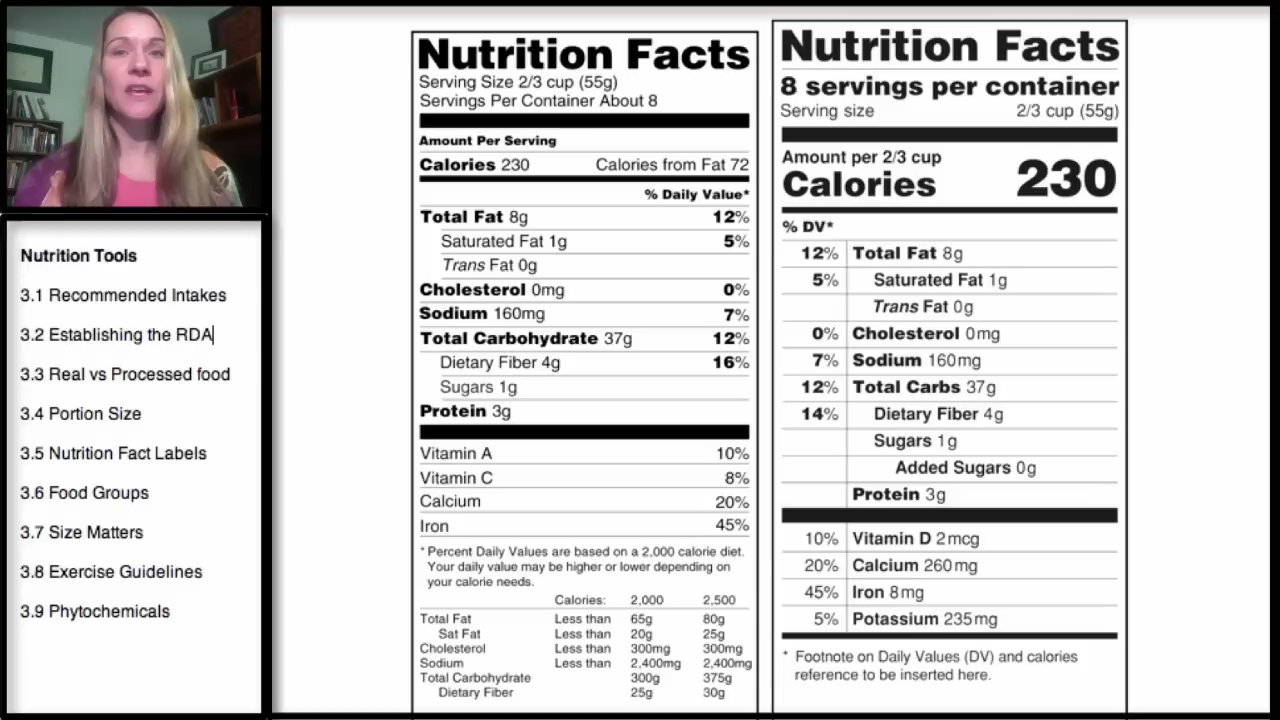 Nutrition Tools
3.1 Recommended Intakes
3.2 Establishing the RDA
3.3 Real vs Processed food
3.4 Portion Size
3.5 Nutrition Fact Labels
3.6 Food Groups
3.7 Size Matters
3.8 Exercise Guidelines
3.9 Phytochemicals
Nutrition Facts
Serving Size 2/3 cup (55g)
Servings Per Container About 8
Amount Per Serving
Calories 230 Calories from Fat 72
% Daily Value*
Total Fat 8g 12%
Saturated Fat 1g 5%
Trans Fat 0g
Cholesterol 0mg 0%
Sodium 160mg 7%
Total Carbohydrate 37g 12%
Dietary Fiber 4g 16%
Sugars 1g
Protein 3g
Vitamin A 10%
Vitamin C 8%
Calcium 20%
Iron 45%
* Percent Daily Values are based on a 2,000 calorie diet.
Your daily value may be higher or lower depending on
your calorie needs.
Calories: 2,000 2,500
Total Fat Less than 65g 80g
Sat Fat Less than 20g 25g
Cholesterol Less than 300mg 300mg
Sodium Less than 2,400mg 2,400mg
Total Carbohydrate 300g 375g
Dietary Fiber 25g 30g
Nutrition Facts
8 servings per container
Serving size 2/3 cup (55g)
Amount per 2/3 cup
Calories 230
% DV*
12% Total Fat 8g
5% Saturated Fat 1g
Trans Fat 0g
0% Cholesterol 0mg
7% Sodium 160mg
12% Total Carbs 37g
14% Dietary Fiber 4g
Sugars 1g
Added Sugars 0g
Protein 3g
10% Vitamin D 2mcg
20% Calcium 260mg
45% Iron 8mg
5% Potassium 235mg
* Footnote on Daily Values (DV) and calories
reference to be inserted here.